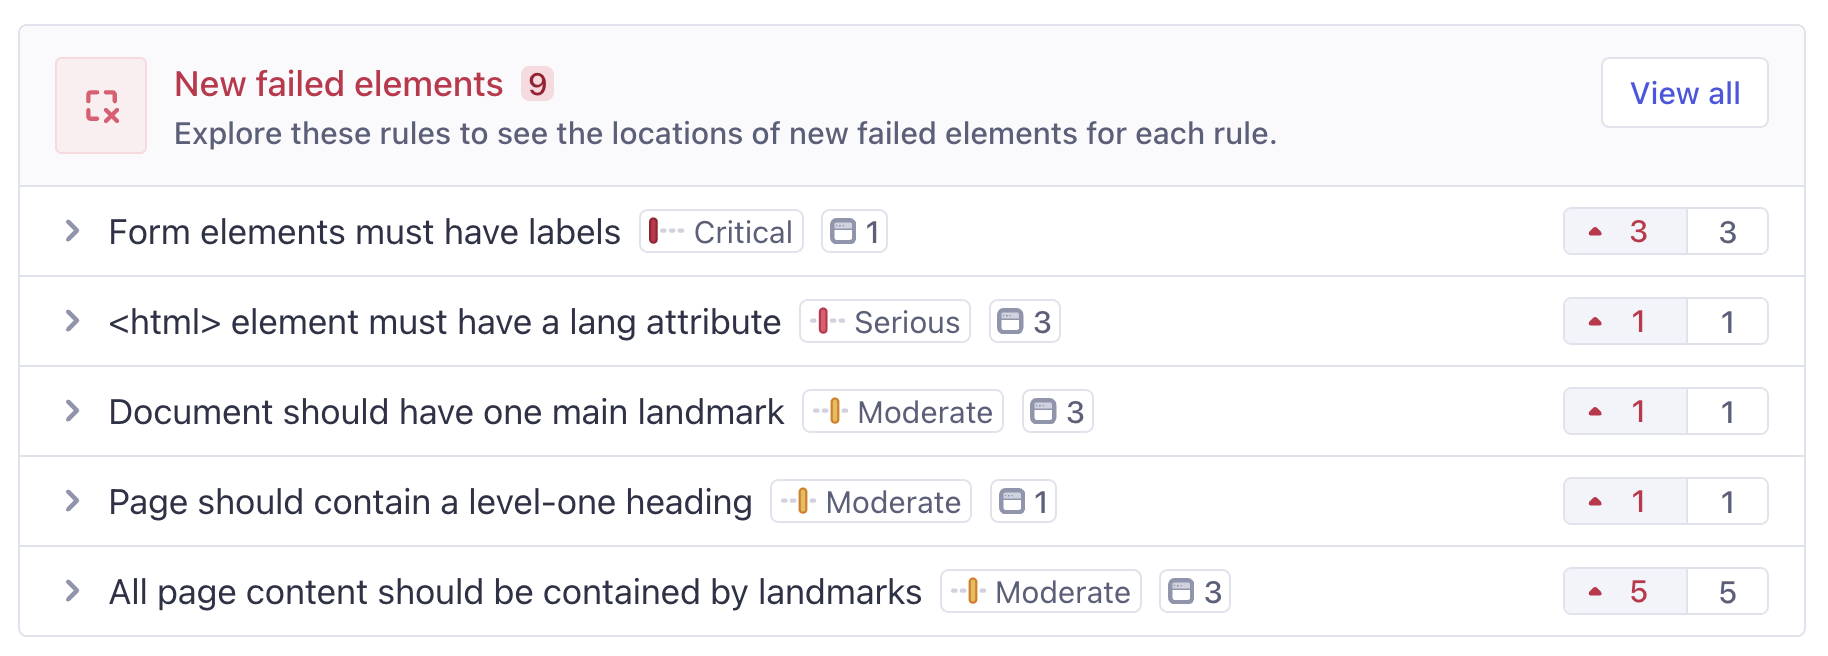 New failed elements 9
View all
Explore these rules to see the locations of new failed elements for each rule.
Form elements must have labels Critical 1 3 3
<html> element must have a lang attribute Serious 3 1 1
Document should have one main landmark Moderate 3 1 1
Page should contain a level-one heading Moderate 1 1 1
All page content should be contained by landmarks Moderate 3 5 5